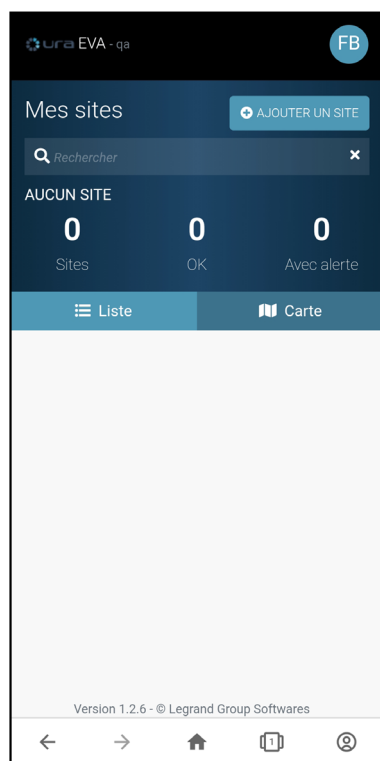 ura EVA - qa
FB
Mes sites
AJOUTER UN SITE
Rechercher
AUCUN SITE
0 0 0
Sites OK Avec alerte
Liste Carte
Version 1.2.6 - © Legrand Group Softwares
1